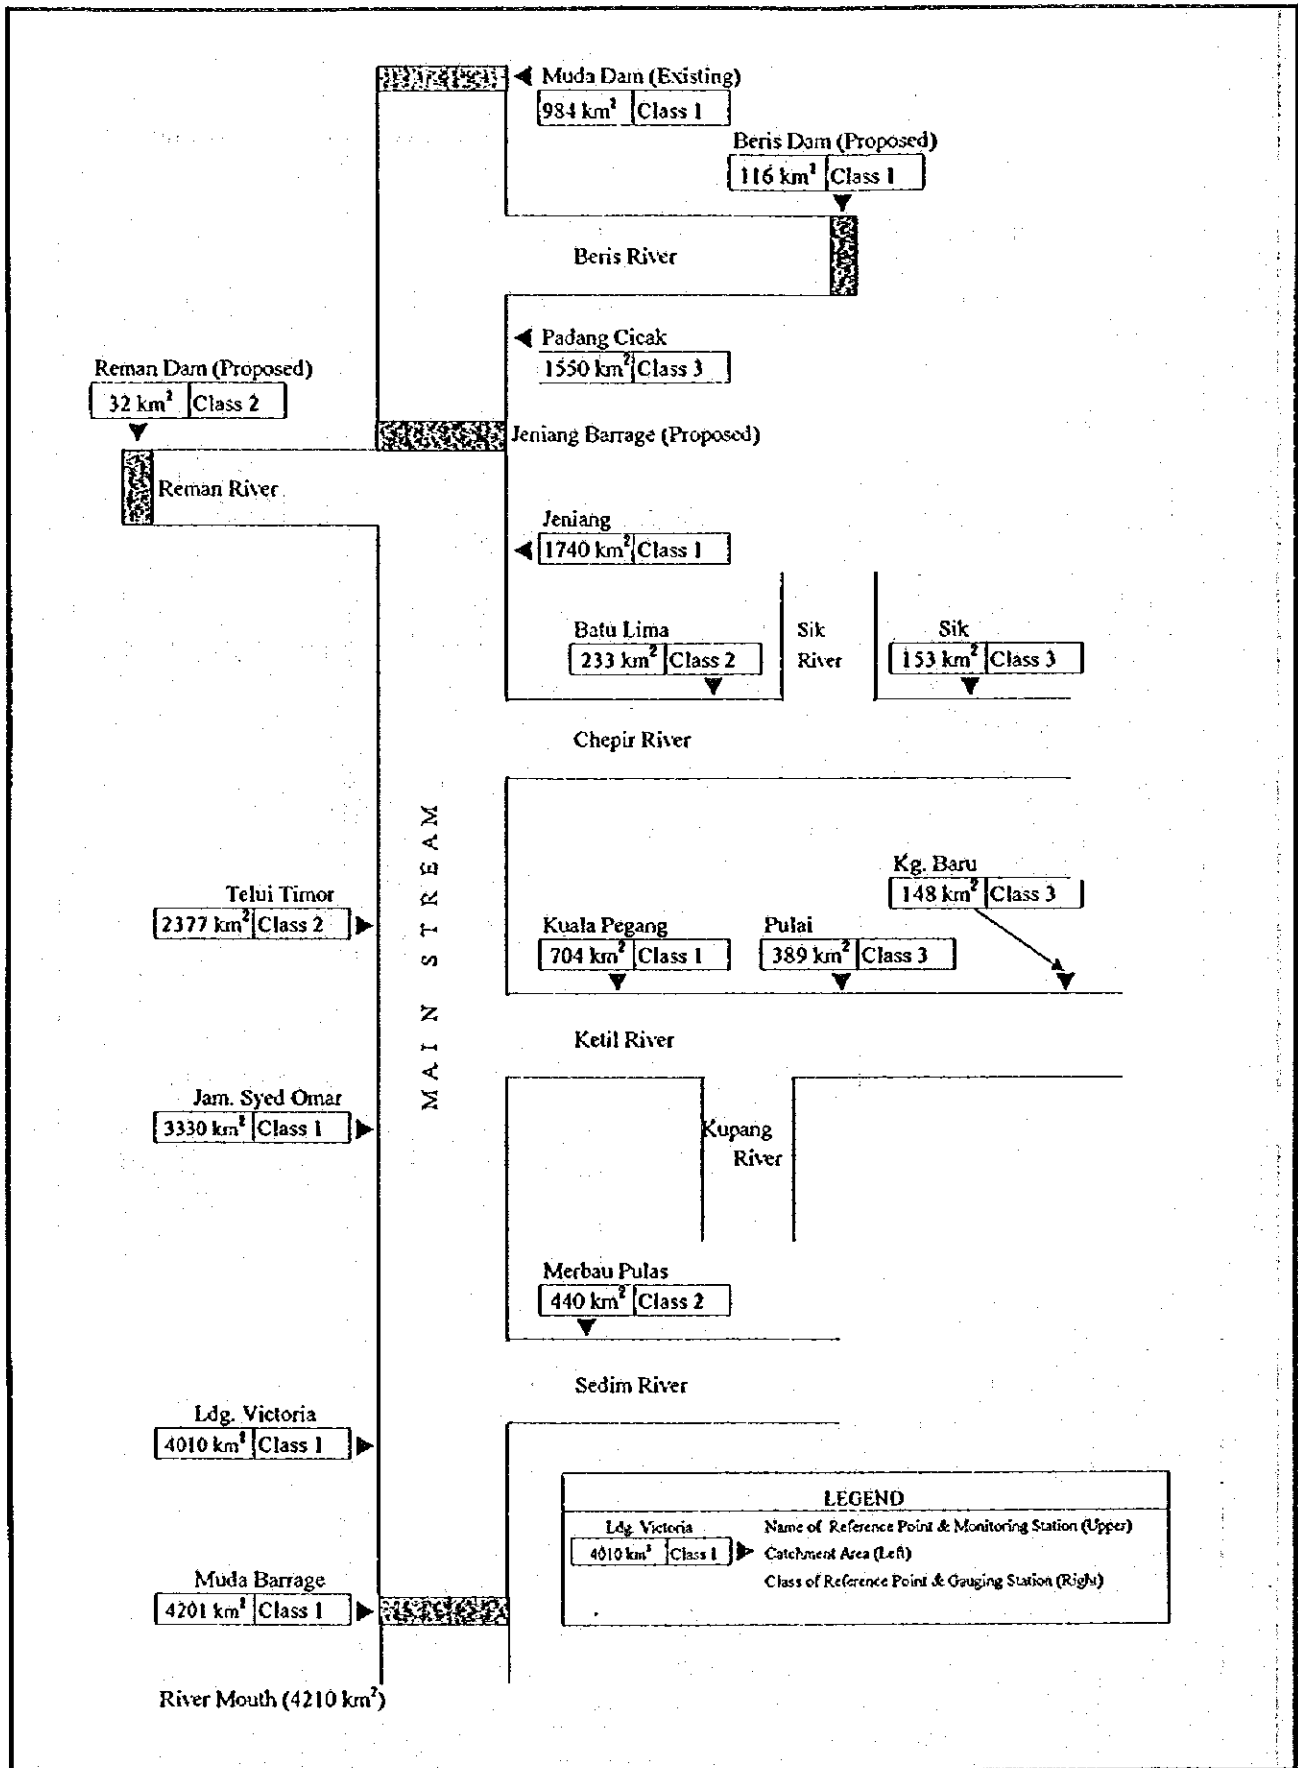 Muda Dam (Existing)
984 km² Class 1
Beris Dam (Proposed)
116 km² Class 1
Beris River
Padang Cicak
1550 km² Class 3
Reman Dam (Proposed)
32 km² Class 2
Jeniang Barrage (Proposed)
Reman River
Jeniang
1740 km² Class 1
Batu Lima
233 km² Class 2
Sik
River
Sik
153 km² Class 3
Chepir River
MAIN STREAM
Telui Timor
2377 km² Class 2
Kg. Baru
148 km² Class 3
Kuala Pegang
704 km² Class 1
Pulai
389 km² Class 3
Ketil River
Jam. Syed Omar
3330 km² Class 1
Kupang
River
Merbau Pulas
440 km² Class 2
Sedim River
Ldg. Victoria
4010 km² Class 1
LEGEND
Ldg. Victoria
4010 km² Class 1
Name of Reference Point & Monitoring Station (Upper)
Catchment Area (Left)
Class of Reference Point & Gauging Station (Right)
Muda Barrage
4201 km² Class 1
River Mouth (4210 km²)